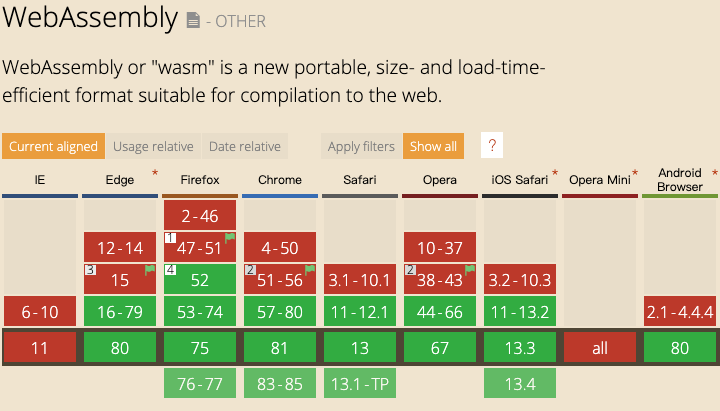 WebAssembly - OTHER
WebAssembly or "wasm" is a new portable, size- and load-time-
efficient format suitable for compilation to the web.
Current aligned Usage relative Date relative Apply filters Show all ?
IE Edge * Firefox Chrome Safari Opera iOS Safari * Opera Mini * Android Browser *
2-46
12-14 1 47-51 4-50 10-37
3 15 4 52 2 51-56 3.1-10.1 2 38-43 3.2-10.3
6-10 16-79 53-74 57-80 11-12.1 44-66 11-13.2 2.1-4.4.4
11 80 75 81 13 67 13.3 all 80
76-77 83-85 13.1-TP 13.4